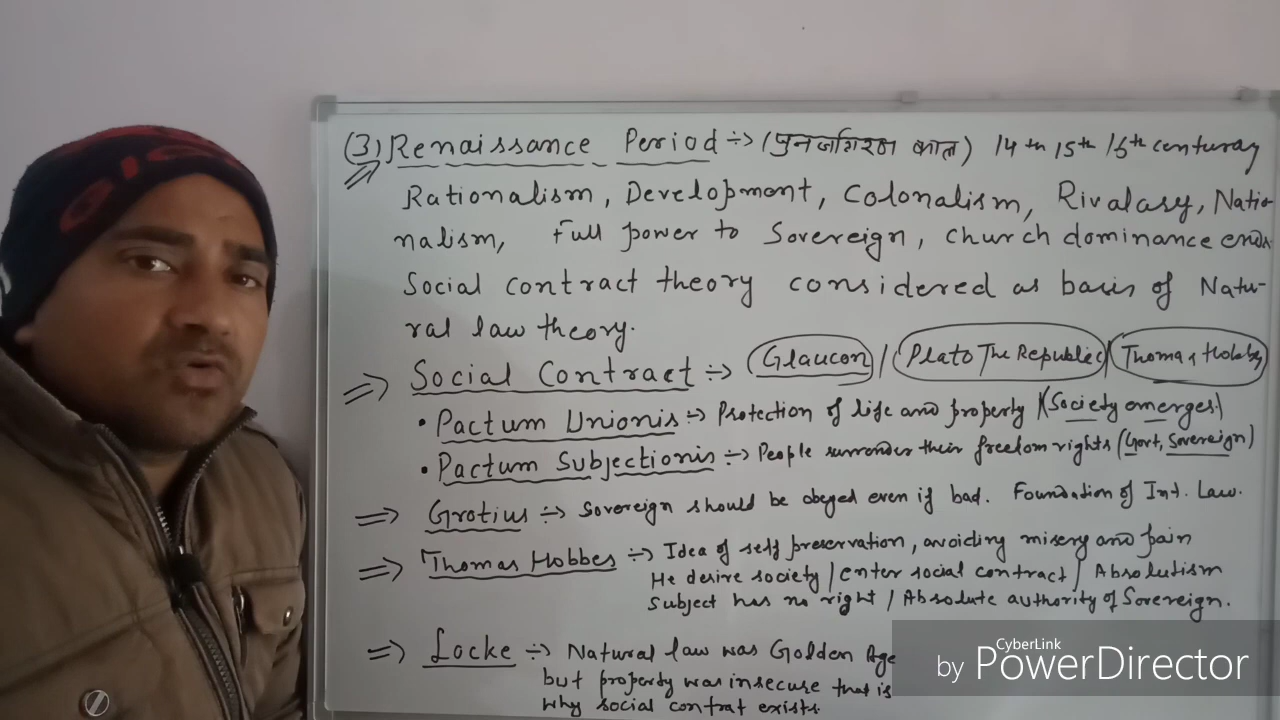 (3) Renaissance Period :-> (पुनर्जागरण काल) 14th 15th 16th centuray
Rationalism, Development, Colonalism, Rivalasy, Natio-
nalism, Full power to Sovereign, church dominance ends
Social contract theory considered as basis of Natu-
ral law theory.
=> Social Contract :-> Glaucon / Plato The Republic / Thomas Hobbes
• Pactum Unionis :-> Protection of life and property (Society emerges)
• Pactum Subjectionis :-> People surrender their freedom rights (Govt, Sovereign)
=> Grotius :-> Sovereign should be obeyed even if bad. Foundation of Int. Law.
=> Thomas Hobbes :-> Idea of self preservation, avoiding misery and pain
He desire society / enter social contract / Absolutism
Subject has no right / Absolute authority of Sovereign.
=> Locke :-> Natural law was Golden Age
but property was insecure that is
why social contrat exists.
CyberLink
by PowerDirector